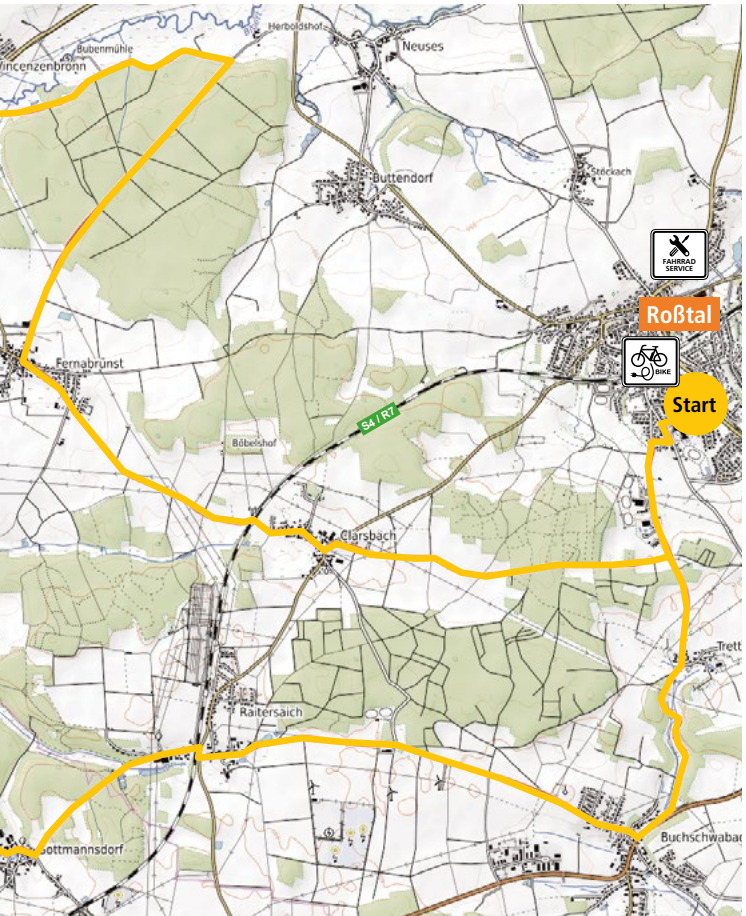 Herboldshof
Neuses
Bubenmühle
Vincenzenbronn
Buttendorf
Stöckach
FAHRRAD
SERVICE
Roßtal
BIKE
Start
Fernabrünst
S4 / R7
Böbelshof
Clarsbach
Trett
Raitersaich
Gottmannsdorf
Buchschwabac